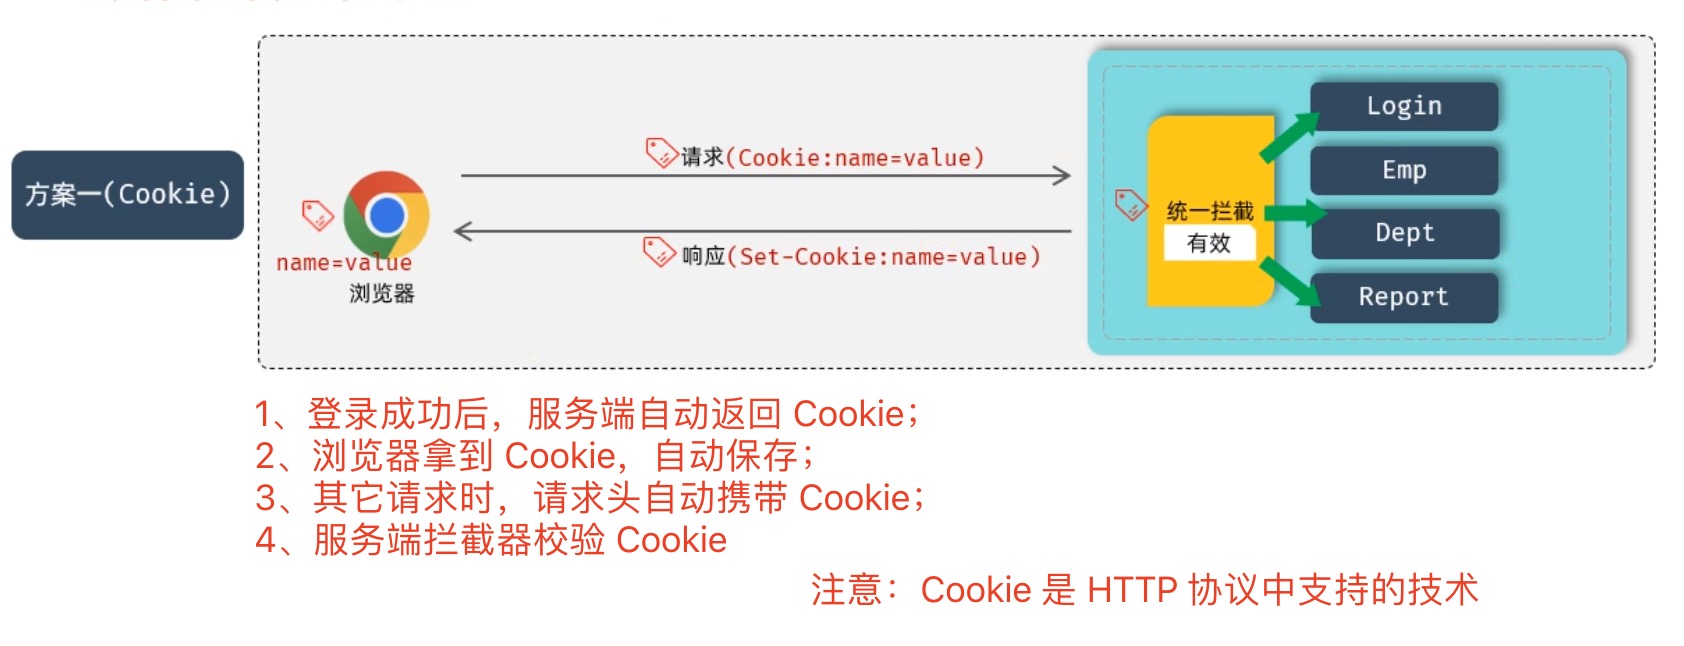 方案一(Cookie)
请求(Cookie:name=value)
响应(Set-Cookie:name=value)
name=value
浏览器
统一拦截
有效
Login
Emp
Dept
Report
1、登录成功后，服务端自动返回 Cookie；
2、浏览器拿到 Cookie，自动保存；
3、其它请求时，请求头自动携带 Cookie；
4、服务端拦截器校验 Cookie
注意：Cookie 是 HTTP 协议中支持的技术